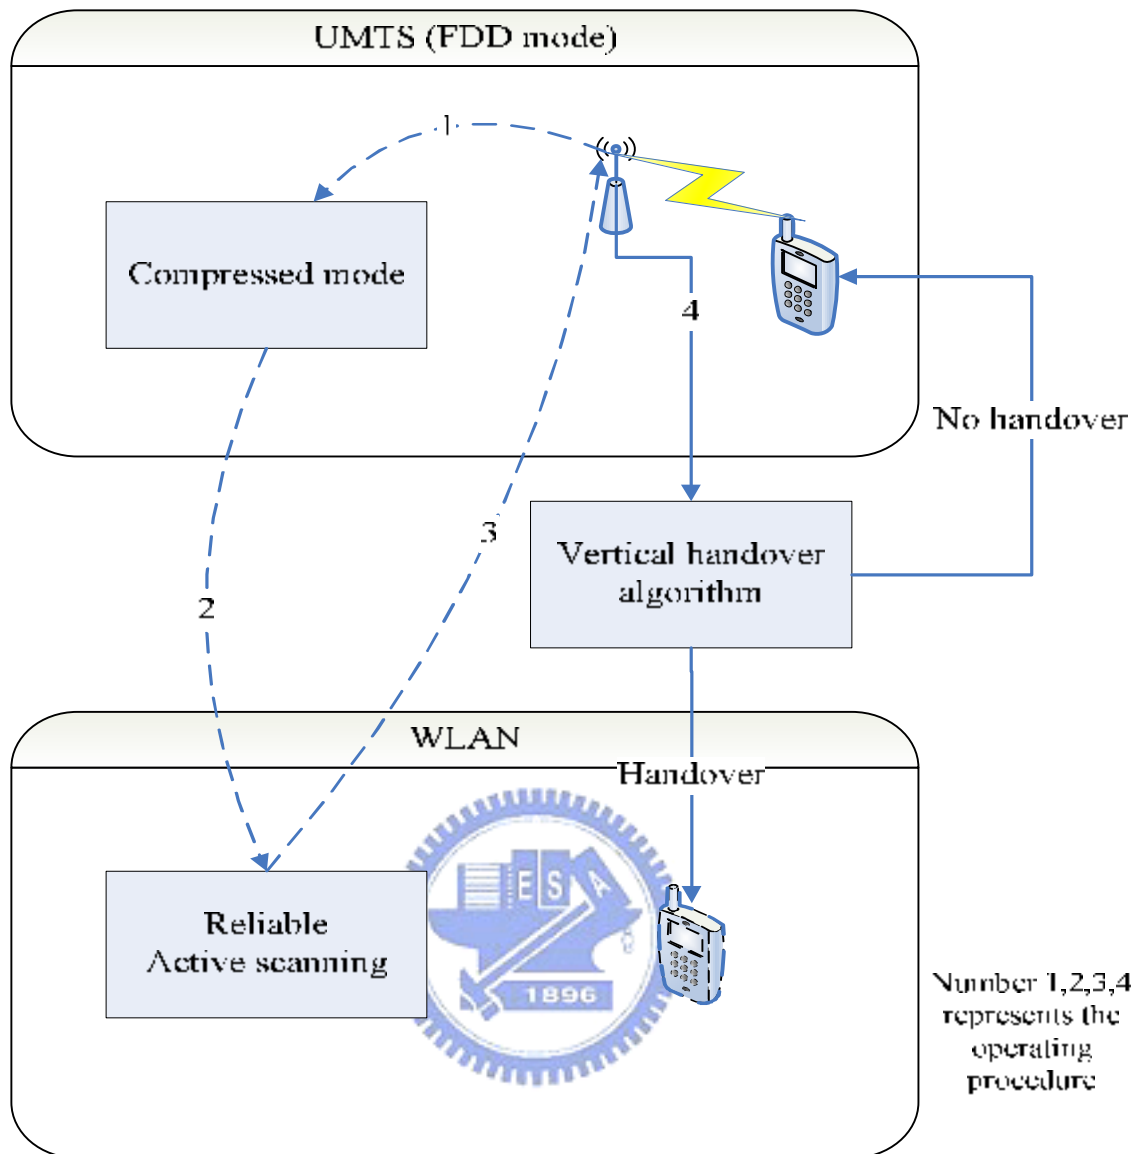 UMTS (FDD mode)
1
Compressed mode
4
No handover
3
Vertical handover
algorithm
2
WLAN
Handover
E S A
Reliable
Active scanning
1896
Number 1,2,3,4
represents the
operating
procedure